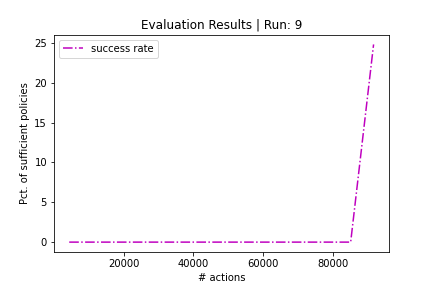 Evaluation Results | Run: 9
success rate
Pct. of sufficient policies
25
20
15
10
5
0
20000 40000 60000 80000
# actions